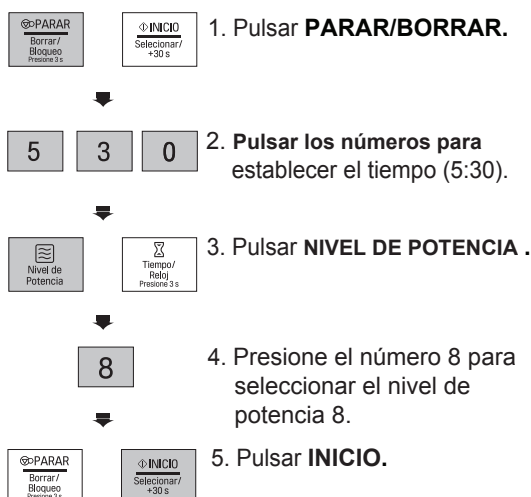 PARAR
Borrar/
Bloqueo
Presione 3 s
INICIO
Selecionar/
+30 s
1. Pulsar PARAR/BORRAR.
5 3 0
2. Pulsar los números para
establecer el tiempo (5:30).
Nivel de
Potencia
Tiempo/
Reloj
Presione 3 s
3. Pulsar NIVEL DE POTENCIA .
8
4. Presione el número 8 para
seleccionar el nivel de
potencia 8.
PARAR
Borrar/
Bloqueo
Presione 3 s
INICIO
Selecionar/
+30 s
5. Pulsar INICIO.